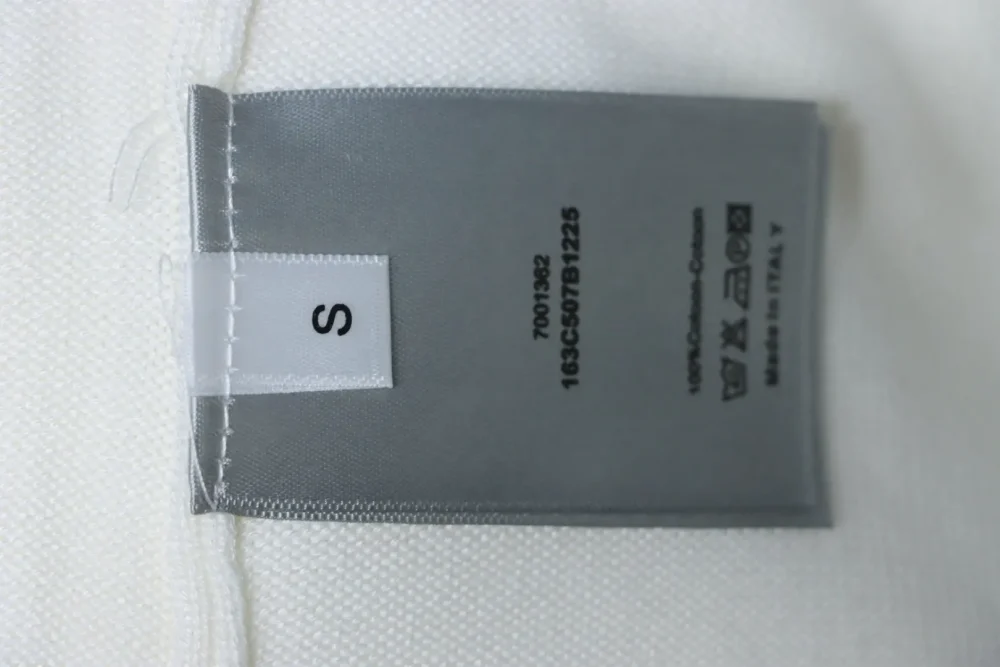 S
7001362
163C507B1225
100%Cotone-Cotton
Made in ITALY